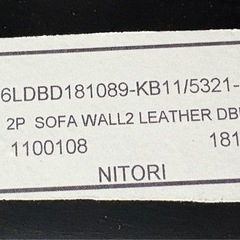 6LDBD181089-KB11/5321-
2P SOFA WALL2 LEATHER DB
1100108 181
NITORI